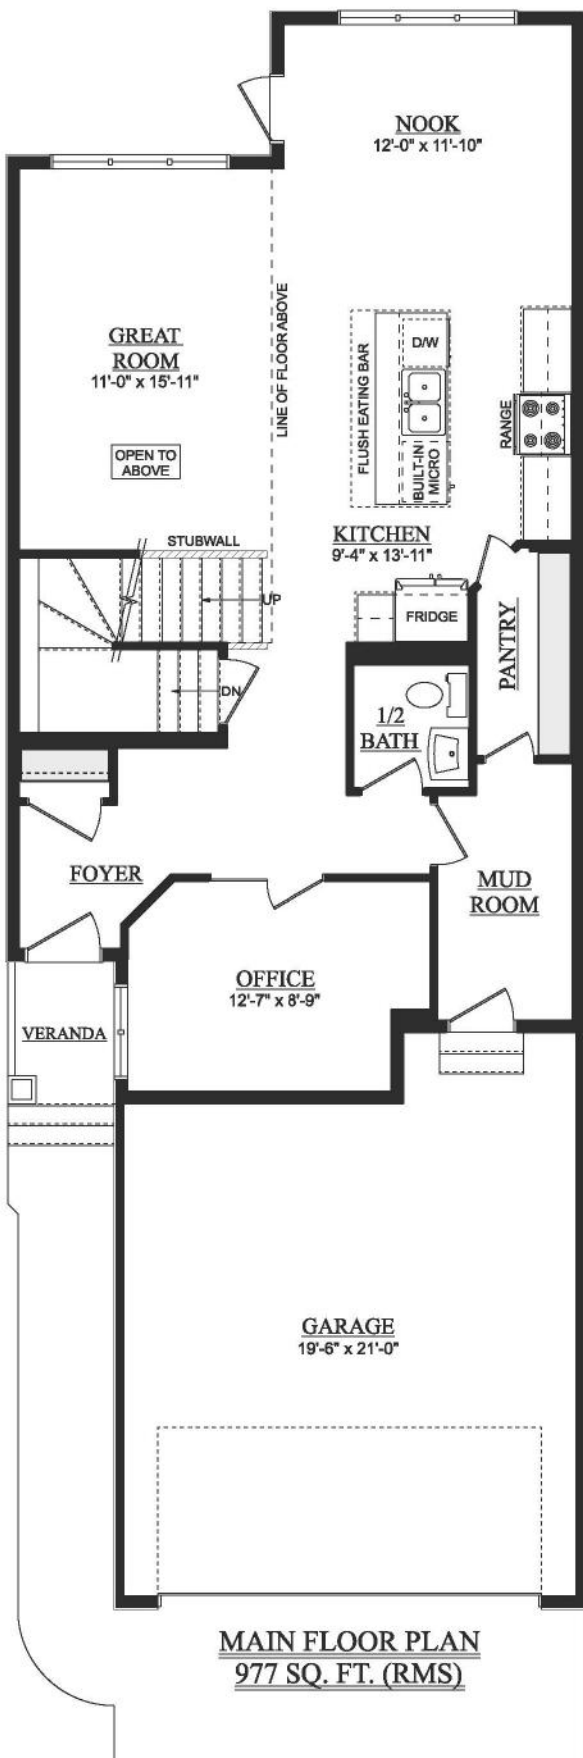 NOOK
12'-0" x 11'-10"
GREAT
ROOM
11'-0" x 15'-11"
OPEN TO
ABOVE
LINE OF FLOOR ABOVE
FLUSH EATING BAR
D/W
BUILT-IN
MICRO
RANGE
KITCHEN
9'-4" x 13'-11"
STUBWALL
UP
FRIDGE
PANTRY
DN
1/2
BATH
FOYER
MUD
ROOM
OFFICE
12'-7" x 8'-9"
VERANDA
GARAGE
19'-6" x 21'-0"
MAIN FLOOR PLAN
977 SQ. FT. (RMS)